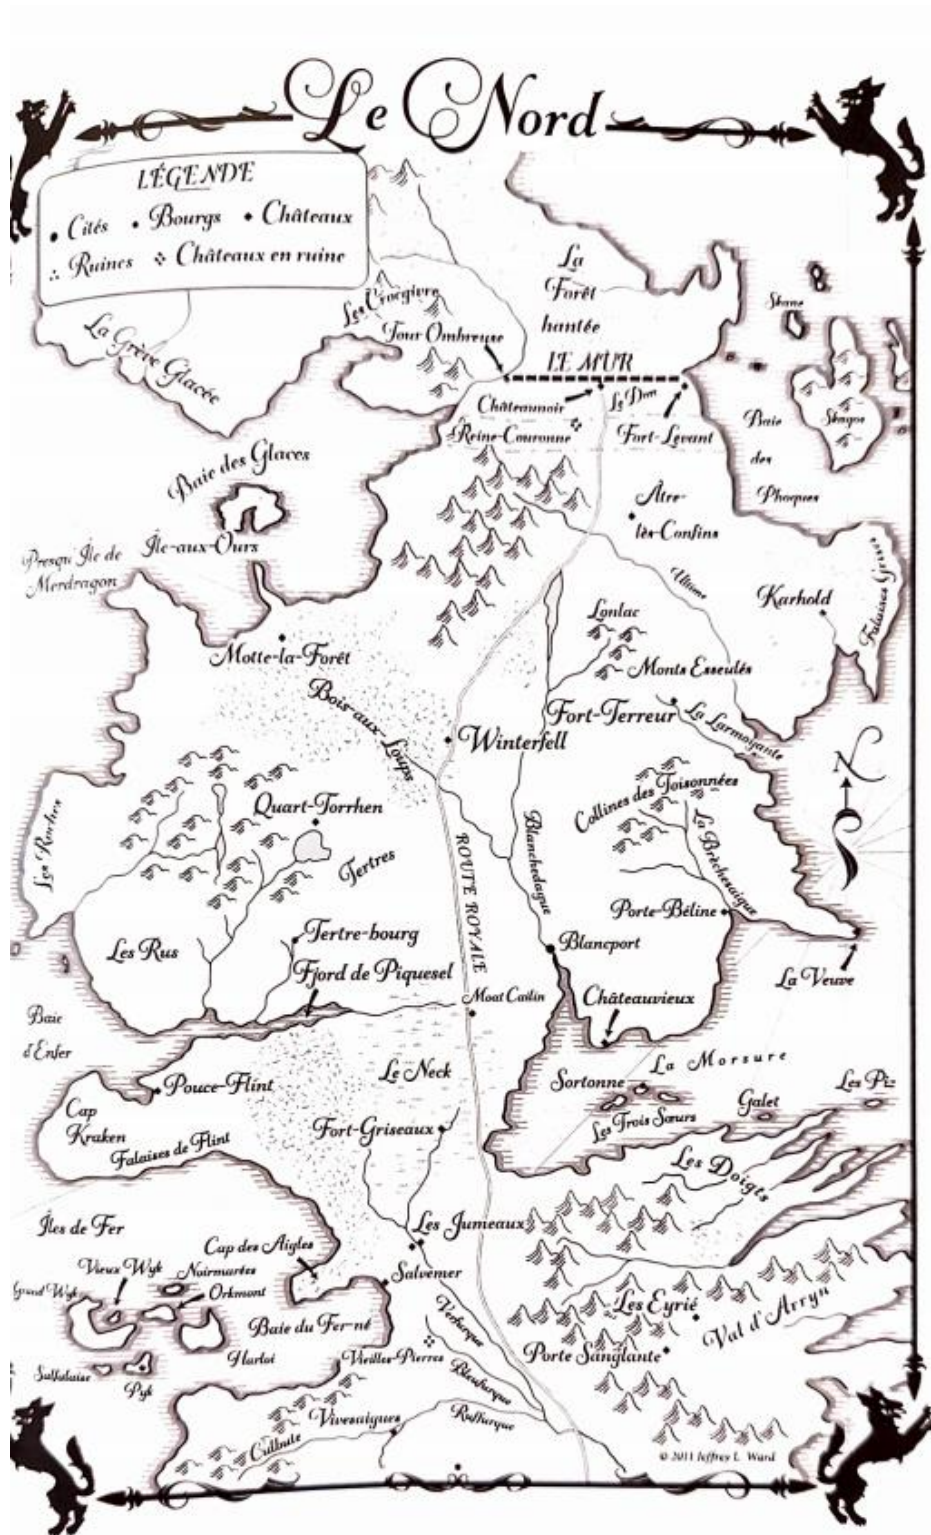 Le Nord
LÉGENDE
Cités Bourgs Châteaux
Ruines Châteaux en ruine
La
Forêt
hantée
Les Crocgivre
Tour Ombreuse
La Grève Glacée
LE MUR
Skane
Skagos
Châteaunoir
Reine-Couronne
Fort-Levant
Baie
des
Phoques
Baie des Glaces
Âtre-
lès-Confins
Île-aux-Ours
Presqu'Île de
Merdragon
Ultime
Lonlac
Karhold
Falaises Grises
Motte-la-Forêt
Monts Esseulés
Bois-aux-Loups
Fort-Terreur
La Larmoyante
Winterfell
Collines des Toisonnées
Quart-Torrhen
Les Roches
Tertres
ROUTE ROYALE
Blanchedague
La Brèchesaigue
Porte-Béline
Tertre-bourg
Les Rus
Blancport
Fjord de Piquesel
La Veuve
Moat Cailin
Châteauvieux
Baie
d'Enfer
La Morsure
Le Neck
Pouce-Flint
Sortonne
Les Trois Sœurs
Galet
Cap
Kraken
Falaises de Flint
Fort-Griseaux
Les Doigts
Îles de Fer
Les Jumeaux
Cap des Aigles
Vieux Wyk
Noirmarées
Grand Wyk
Orkmont
Salvemer
Les Eyrié
Val d'Arryn
Baie du Fer-né
Harloi
Verfurque
Vieilles-Pierres
Porte Sanglante
Salfalaise
Pyk
Bleufurque
Vivesaigues
Ruffurque
Culbute
© 2011 Jeffrey L. Ward